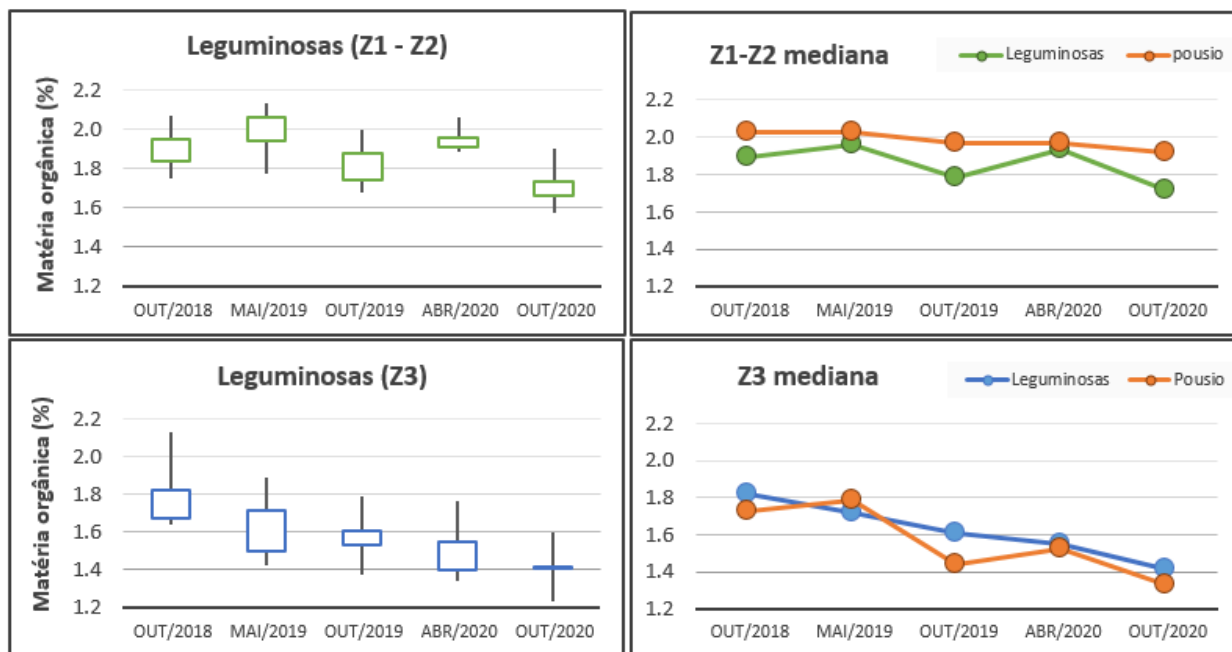 Leguminosas (Z1 - Z2)
Matéria orgânica (%)
2.2
2.0
1.8
1.6
1.4
1.2
OUT/2018 MAI/2019 OUT/2019 ABR/2020 OUT/2020
Z1-Z2 mediana
Leguminosas pousio
2.2
2.0
1.8
1.6
1.4
1.2
OUT/2018 MAI/2019 OUT/2019 ABR/2020 OUT/2020
Leguminosas (Z3)
Matéria orgânica (%)
2.2
2.0
1.8
1.6
1.4
1.2
OUT/2018 MAI/2019 OUT/2019 ABR/2020 OUT/2020
Z3 mediana
Leguminosas Pousio
2.2
2.0
1.8
1.6
1.4
1.2
OUT/2018 MAI/2019 OUT/2019 ABR/2020 OUT/2020